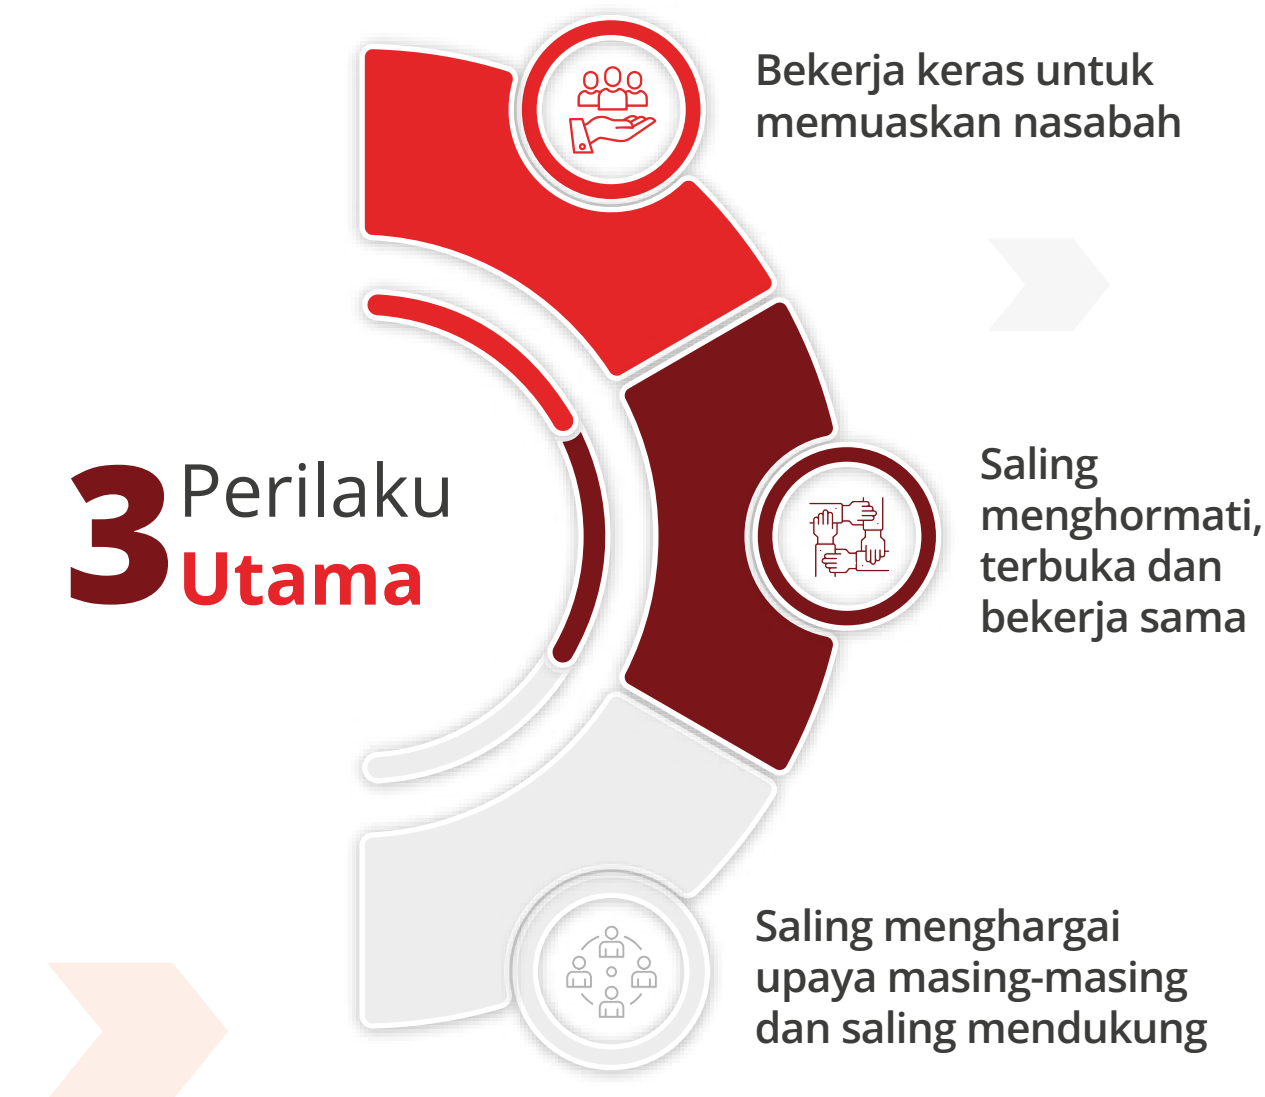 3 Perilaku
Utama
Bekerja keras untuk
memuaskan nasabah
Saling
menghormati,
terbuka dan
bekerja sama
Saling menghargai
upaya masing-masing
dan saling mendukung